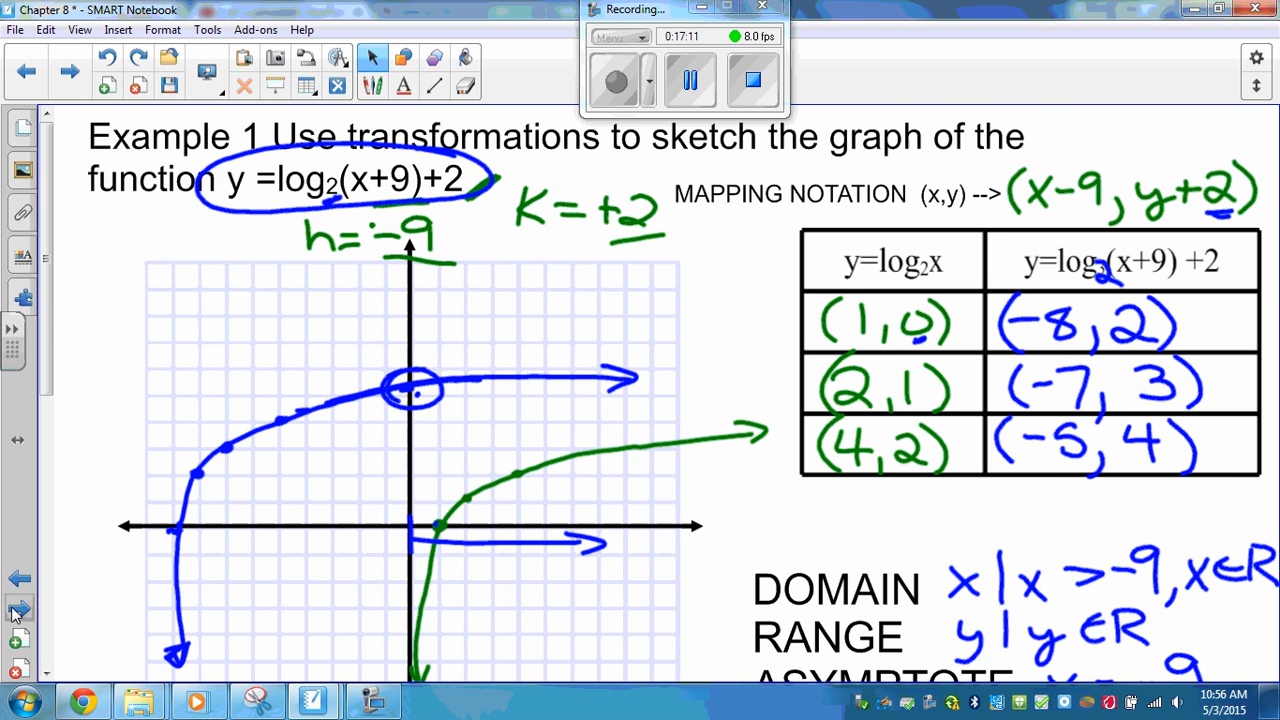 Chapter 8 * - SMART Notebook
Recording...
File Edit View Insert Format Tools Add-ons Help
Menu 0:17:11 8.0 fps
Example 1 Use transformations to sketch the graph of the
function y =log₂(x+9)+2
h= -9
K = +2
MAPPING NOTATION (x,y) --> (x-9, y+2)
y=log₂x y=log₂(x+9) +2
(1,0) (-8,2)
(2,1) (-7, 3)
(4,2) (-5, 4)
DOMAIN x | x > -9, x ∈ R
RANGE y | y ∈ R
ASYMPTOTE x = -9
10:56 AM
5/3/2015